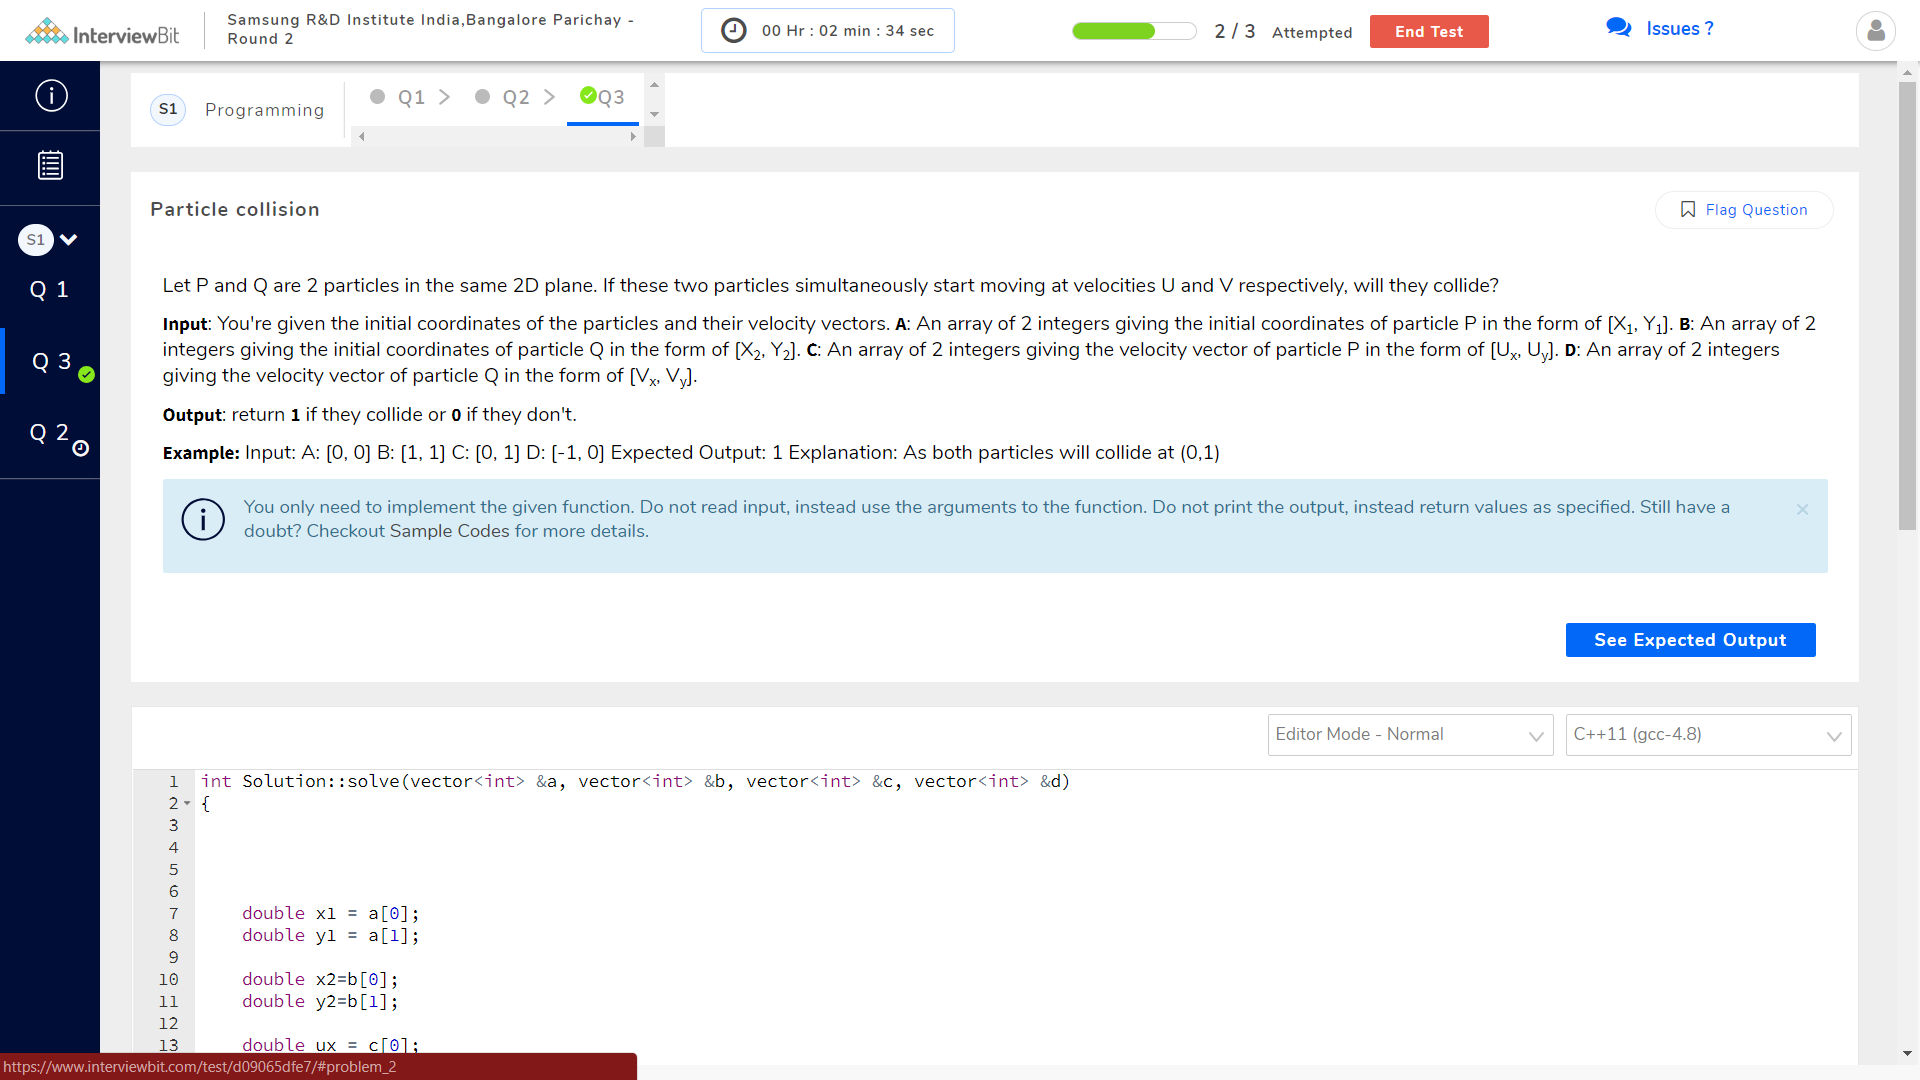 InterviewBit
Samsung R&D Institute India,Bangalore Parichay -
Round 2
00 Hr : 02 min : 34 sec
2 / 3 Attempted
End Test
Issues ?
S1 Programming
Q1
Q2
Q3
S1
Q 1
Q 3
Q 2
Particle collision
Flag Question
Let P and Q are 2 particles in the same 2D plane. If these two particles simultaneously start moving at velocities U and V respectively, will they collide?
Input: You're given the initial coordinates of the particles and their velocity vectors. A: An array of 2 integers giving the initial coordinates of particle P in the form of [X1, Y1]. B: An array of 2
integers giving the initial coordinates of particle Q in the form of [X2, Y2]. C: An array of 2 integers giving the velocity vector of particle P in the form of [Ux, Uy]. D: An array of 2 integers
giving the velocity vector of particle Q in the form of [Vx, Vy].
Output: return 1 if they collide or 0 if they don't.
Example: Input: A: [0, 0] B: [1, 1] C: [0, 1] D: [-1, 0] Expected Output: 1 Explanation: As both particles will collide at (0,1)
You only need to implement the given function. Do not read input, instead use the arguments to the function. Do not print the output, instead return values as specified. Still have a
doubt? Checkout Sample Codes for more details.
×
See Expected Output
Editor Mode - Normal
C++11 (gcc-4.8)
1 int Solution::solve(vector<int> &a, vector<int> &b, vector<int> &c, vector<int> &d)
2 {
3
4
5
6
7 double x1 = a[0];
8 double y1 = a[1];
9
10 double x2=b[0];
11 double y2=b[1];
12
13 double ux = c[0];
https://www.interviewbit.com/test/d09065dfe7/#problem_2